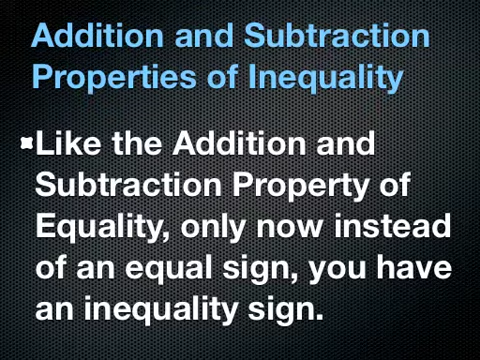 Addition and Subtraction
Properties of Inequality
Like the Addition and
Subtraction Property of
Equality, only now instead
of an equal sign, you have
an inequality sign.